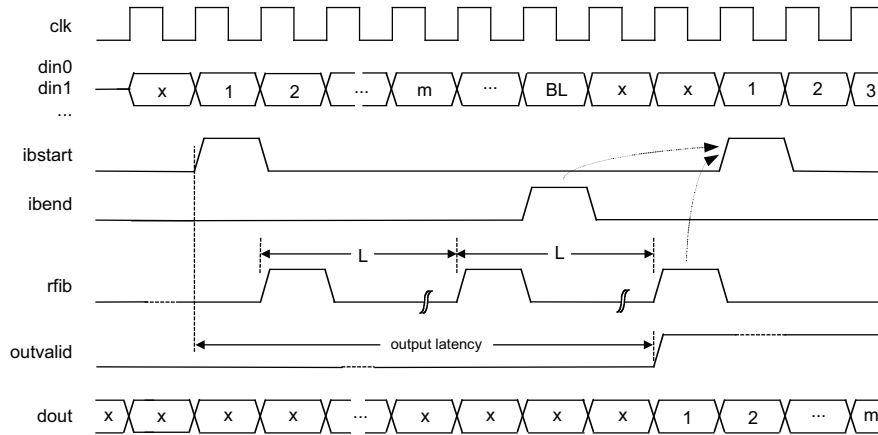 clk
din0
din1
...
x 1 2 ... m ... BL x x 1 2 3
ibstart
ibend
L L
rfib
output latency
outvalid
dout
x x x x ... x x x x 1 2 ... m